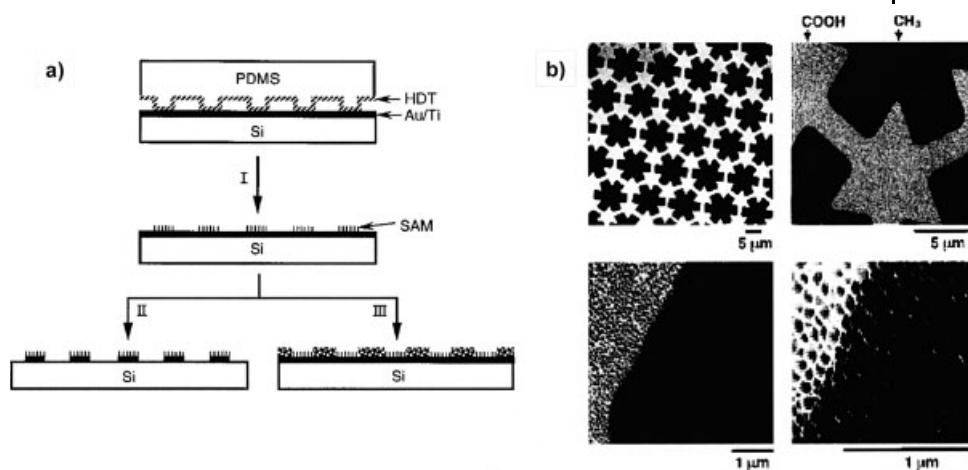 a)
PDMS
HDT
Au/Ti
Si
I
SAM
Si
II
III
Si
Si
b)
COOH
CH₃
5 μm
5 μm
1 μm
1 μm